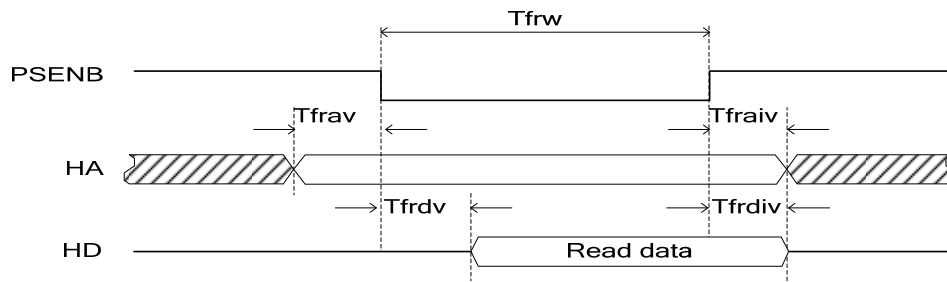 Tfrw
PSENB
Tfrav Tfraiv
HA
Tfrdv Tfrdiv
HD Read data